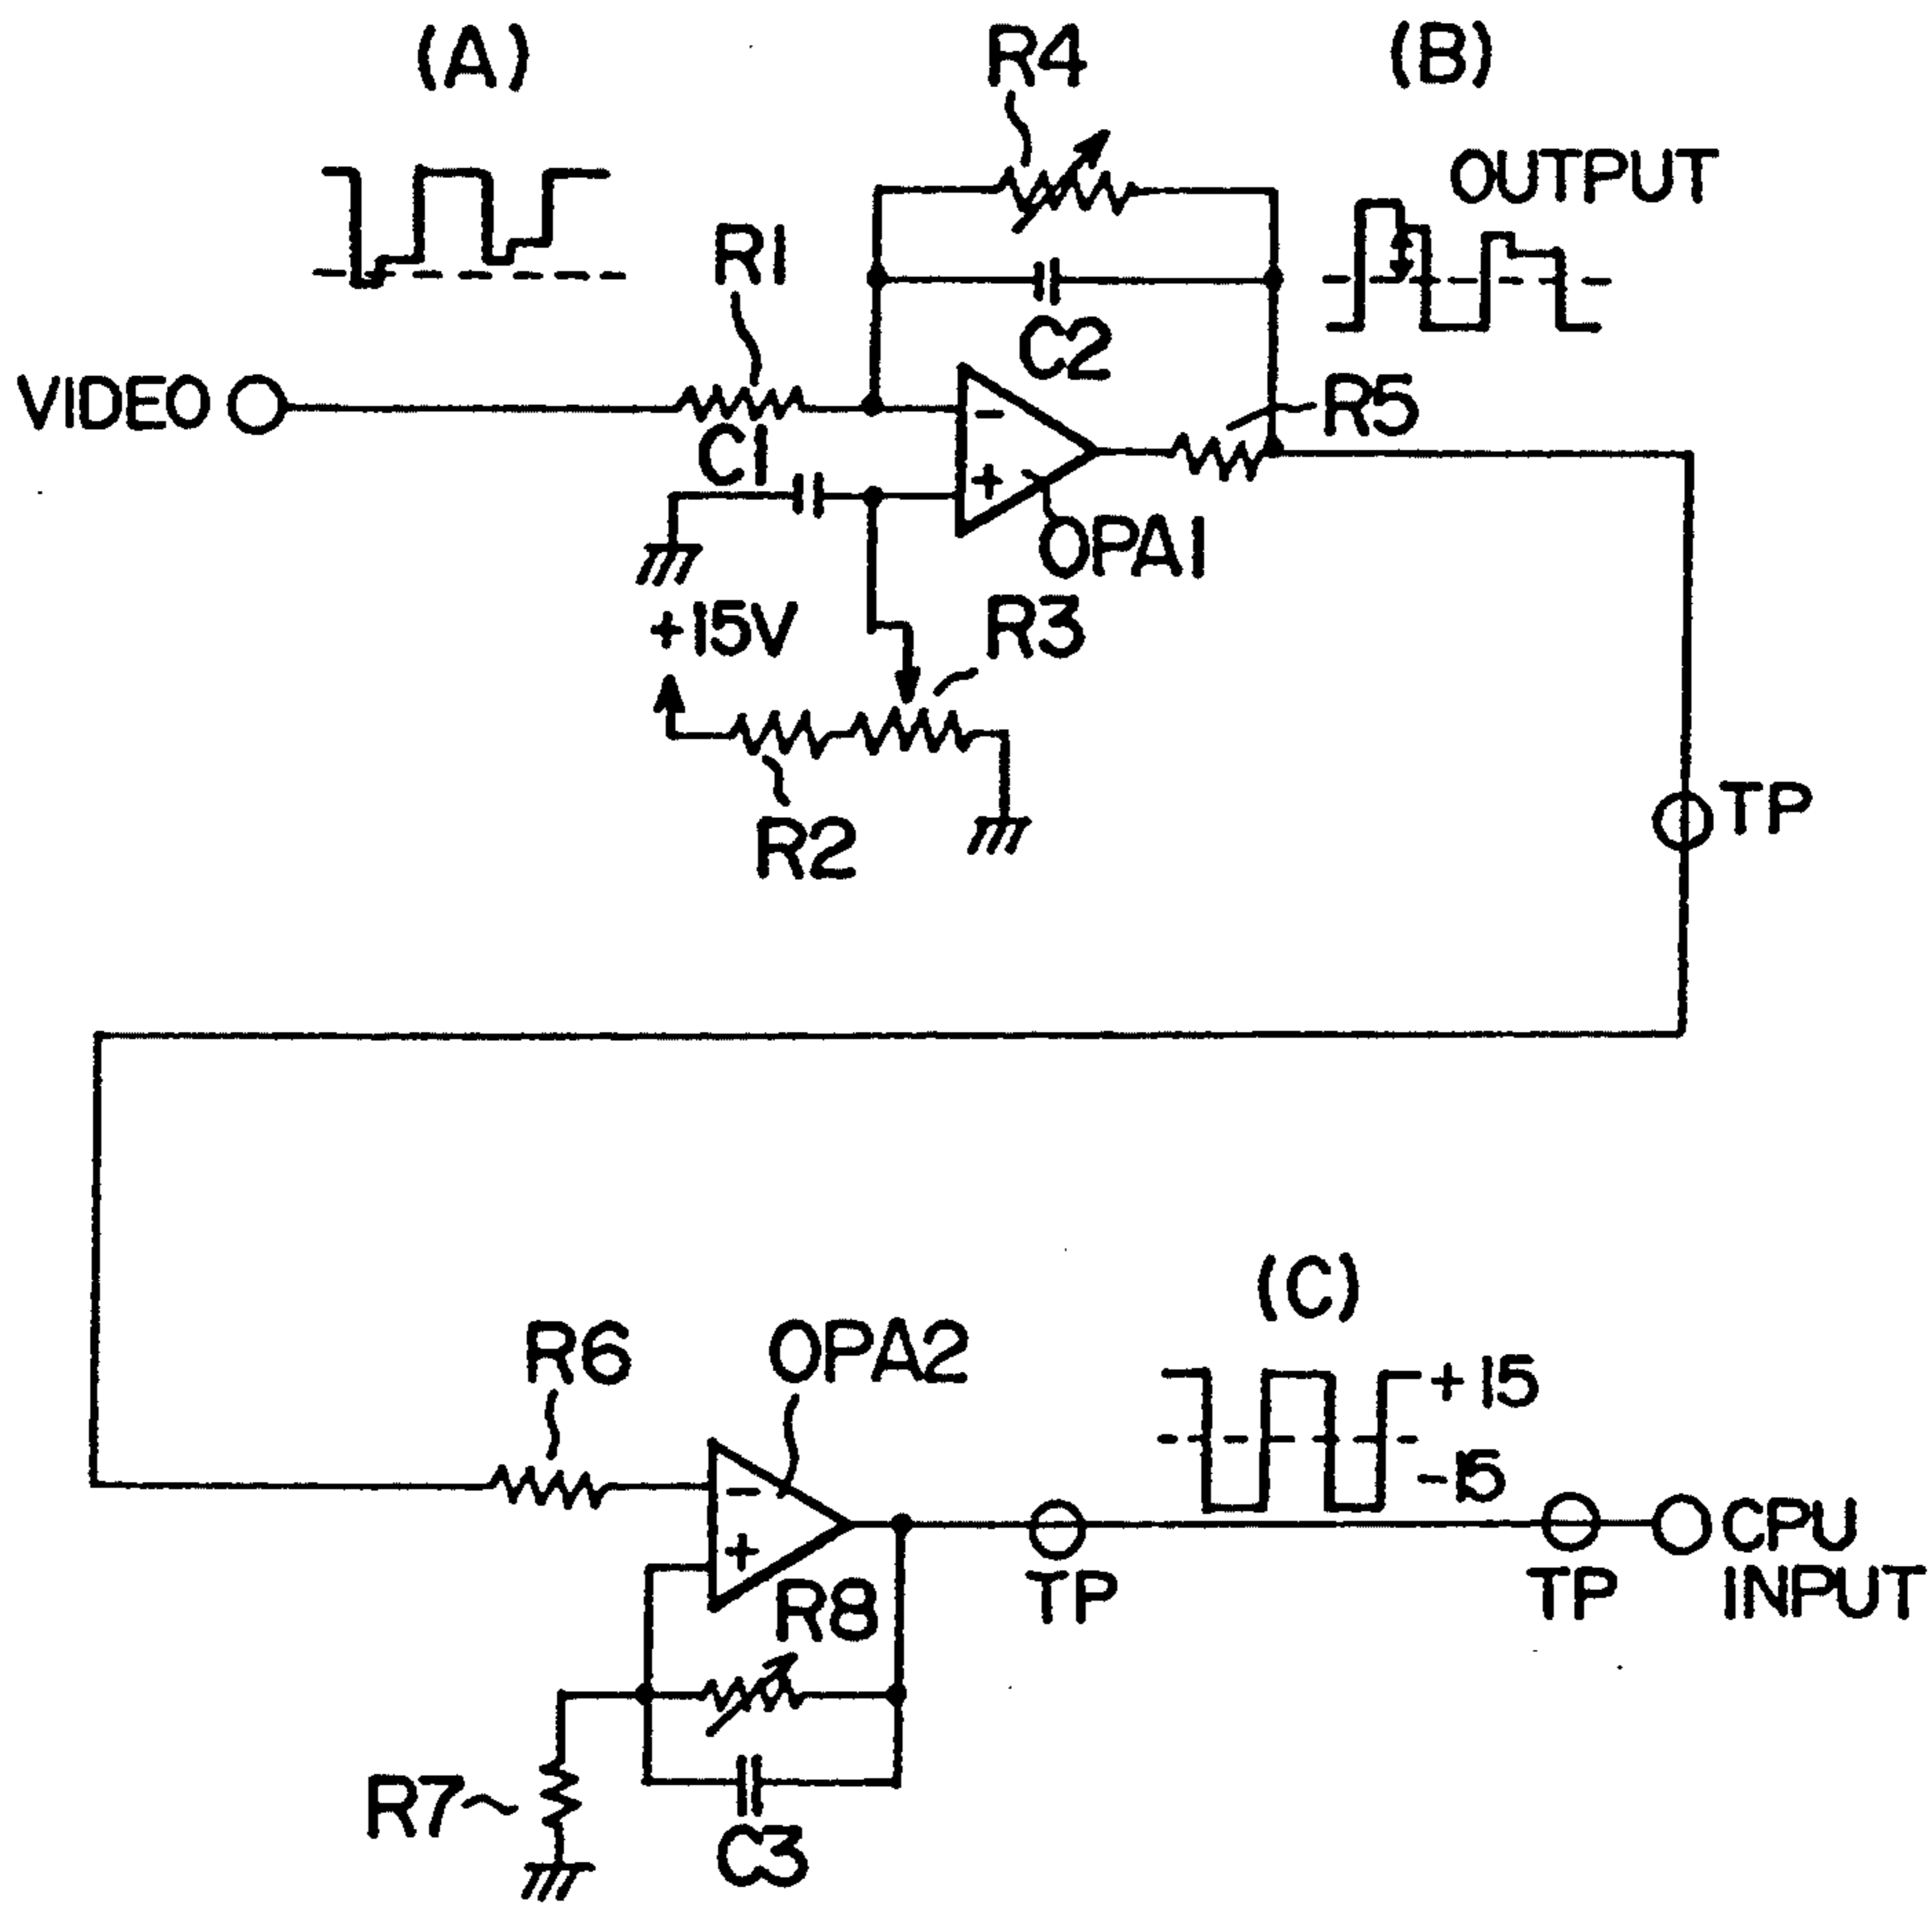 (A)
R4
(B)
OUTPUT
R1
C2
VIDEO
R5
C1
-
+
OPA1
+15V
R3
R2
TP
(C)
R6
OPA2
+15
-15
-
+
CPU
INPUT
TP
TP
R8
R7
C3